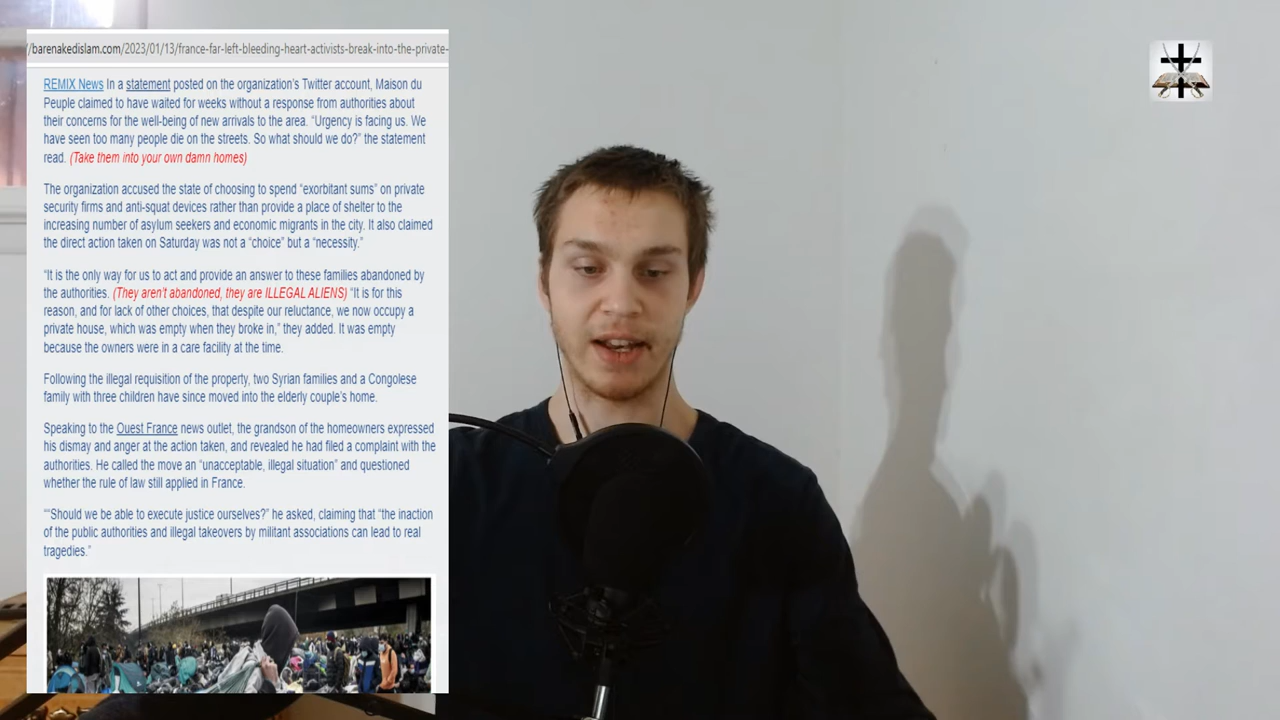 /barenakedislam.com/2023/01/13/france-far-left-bleeding-heart-activists-break-into-the-private-
REMIX News In a statement posted on the organization's Twitter account, Maison du
Peuple claimed to have waited for weeks without a response from authorities about
their concerns for the well-being of new arrivals to the area. “Urgency is facing us. We
have seen too many people die on the streets. So what should we do?” the statement
read. (Take them into your own damn homes)
The organization accused the state of choosing to spend “exorbitant sums” on private
security firms and anti-squat devices rather than provide a place of shelter to the
increasing number of asylum seekers and economic migrants in the city. It also claimed
the direct action taken on Saturday was not a “choice” but a “necessity.”
“It is the only way for us to act and provide an answer to these families abandoned by
the authorities. (They aren't abandoned, they are ILLEGAL ALIENS) “It is for this
reason, and for lack of other choices, that despite our reluctance, we now occupy a
private house, which was empty when they broke in,” they added. It was empty
because the owners were in a care facility at the time.
Following the illegal requisition of the property, two Syrian families and a Congolese
family with three children have since moved into the elderly couple's home.
Speaking to the Ouest France news outlet, the grandson of the homeowners expressed
his dismay and anger at the action taken, and revealed he had filed a complaint with the
authorities. He called the move an “unacceptable, illegal situation” and questioned
whether the rule of law still applied in France.
““Should we be able to execute justice ourselves?” he asked, claiming that “the inaction
of the public authorities and illegal takeovers by militant associations can lead to real
tragedies.”